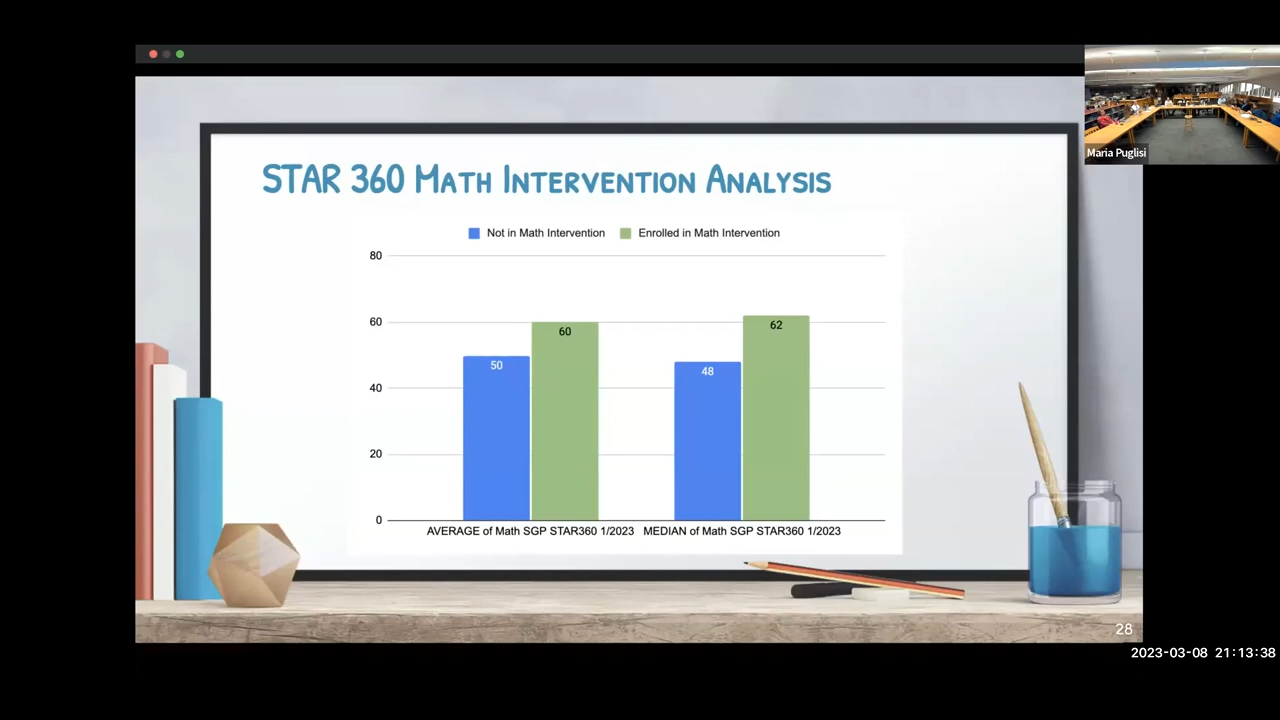 Maria Puglisi
STAR 360 MATH INTERVENTION ANALYSIS
Not in Math Intervention Enrolled in Math Intervention
80
60
40
20
0
50
60
48
62
AVERAGE of Math SGP STAR360 1/2023 MEDIAN of Math SGP STAR360 1/2023
28
2023-03-08 21:13:38